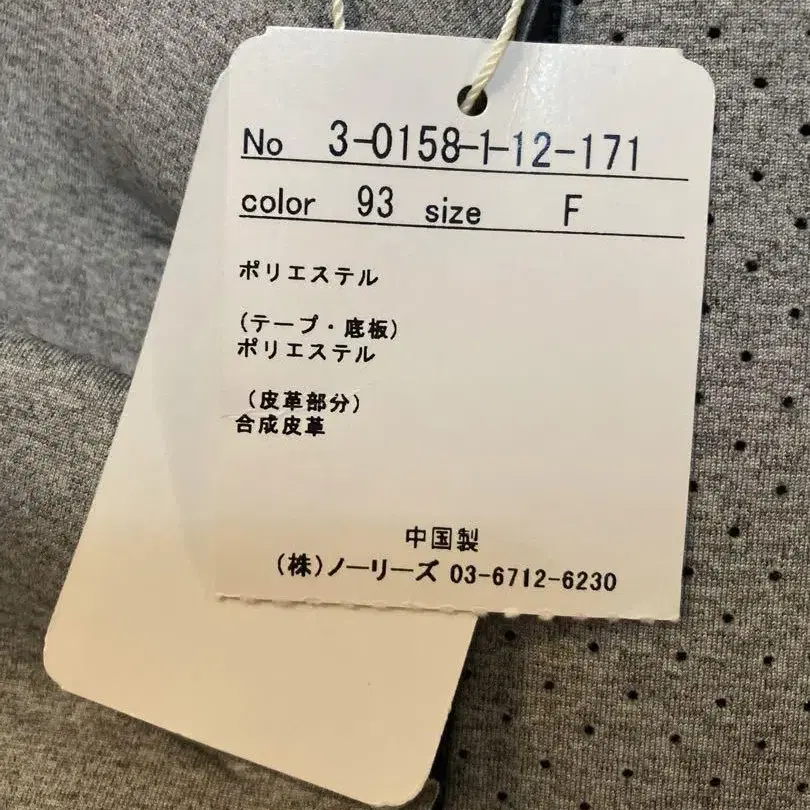 No 3-0158-1-12-171
color 93 size F
ポリエステル
(テープ・底板)
ポリエステル
(皮革部分)
合成皮革
中国製
(株)ノーリーズ 03-6712-6230